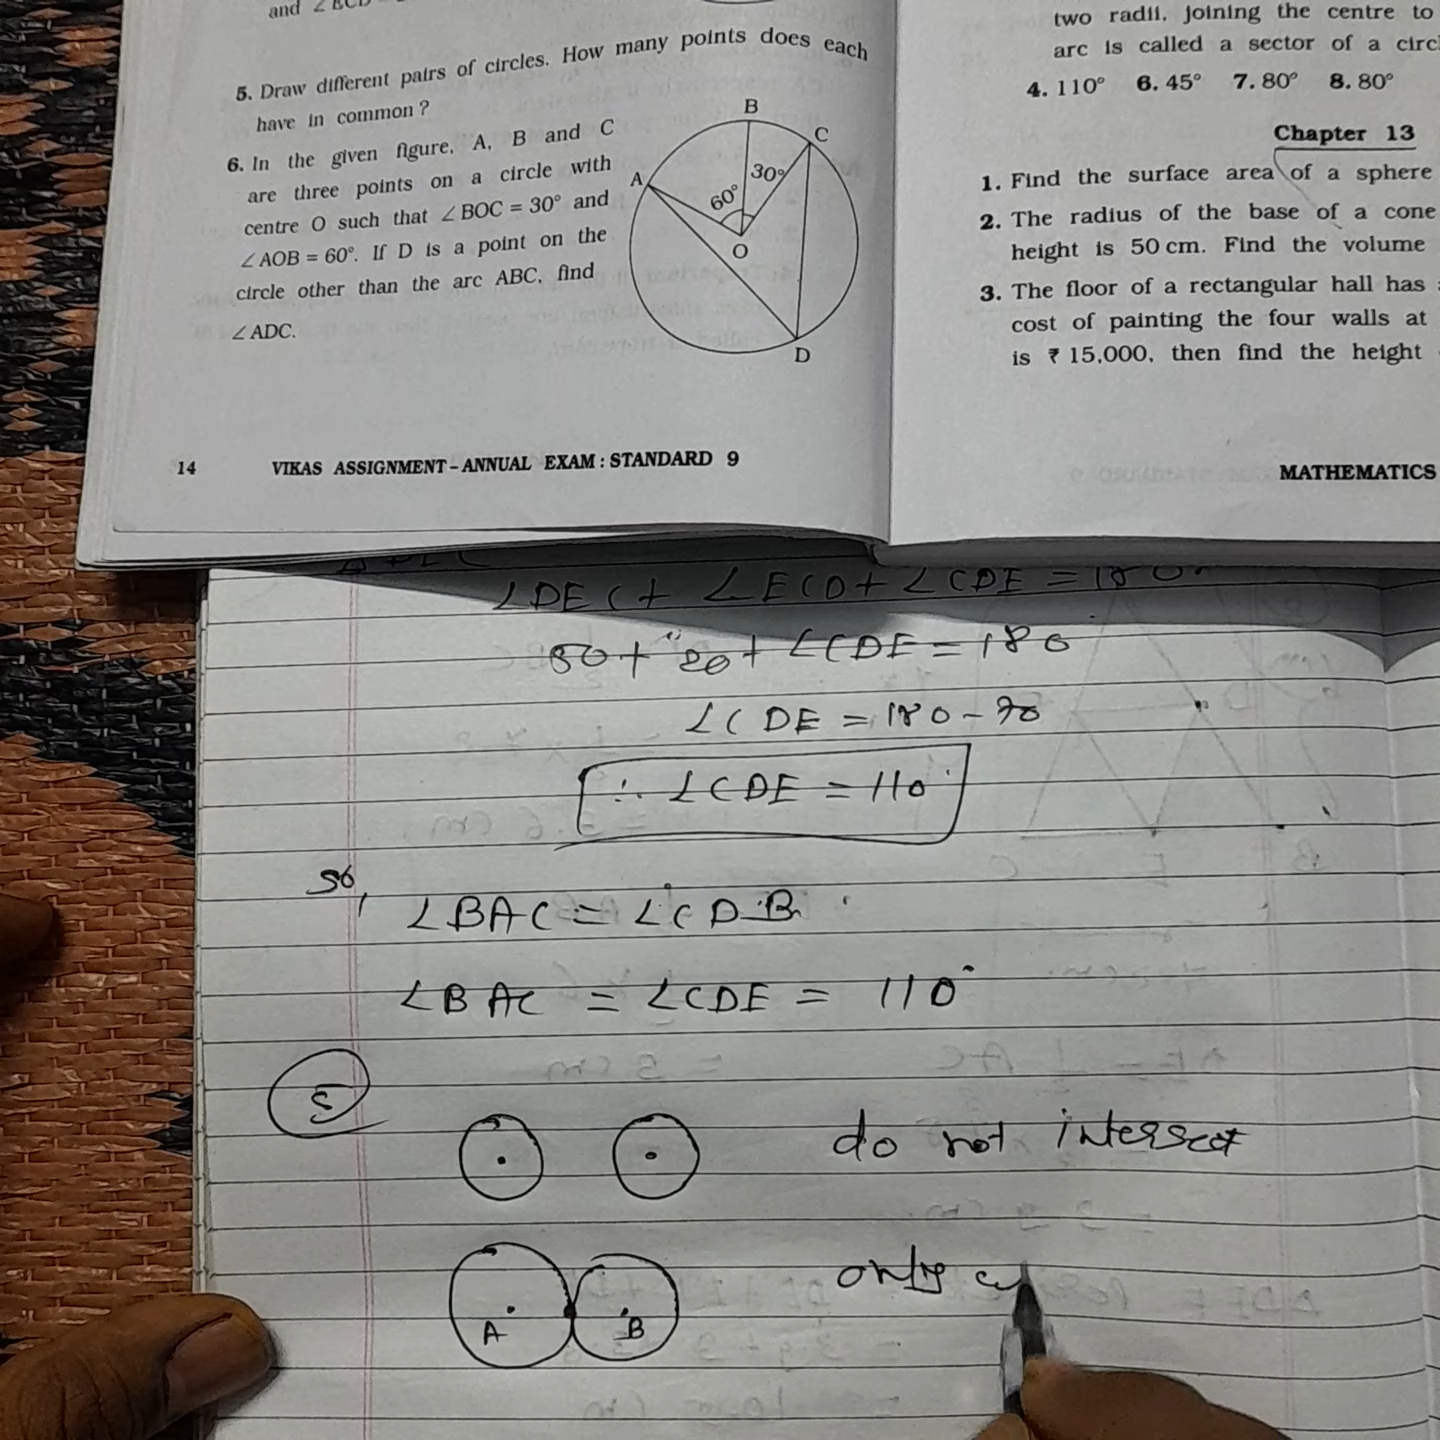 and ∠ECD
5. Draw different pairs of circles. How many points does each
have in common ?
6. In the given figure, A, B and C
are three points on a circle with
centre O such that ∠BOC = 30° and
∠AOB = 60°. If D is a point on the
circle other than the arc ABC, find
∠ADC.
B
C
A
60°
30°
O
D
14 VIKAS ASSIGNMENT – ANNUAL EXAM : STANDARD 9
two radii, joining the centre to
arc is called a sector of a
4. 110° 6. 45° 7. 80° 8. 80°
Chapter 13
1. Find the surface area of a sphere
2. The radius of the base of a cone
height is 50 cm. Find the volume
3. The floor of a rectangular hall has
cost of painting the four walls at
is ₹ 15,000, then find the height
MATHEMATICS
∠DEC + ∠ECD + ∠CDE = 180°
50 + 20 + ∠CDE = 180
∠CDE = 180 - 70
∴ ∠CDE = 110°
So,
∠BAC = ∠CDB
∠BAC = ∠CDE = 110°
5
do not intersect
A B
only